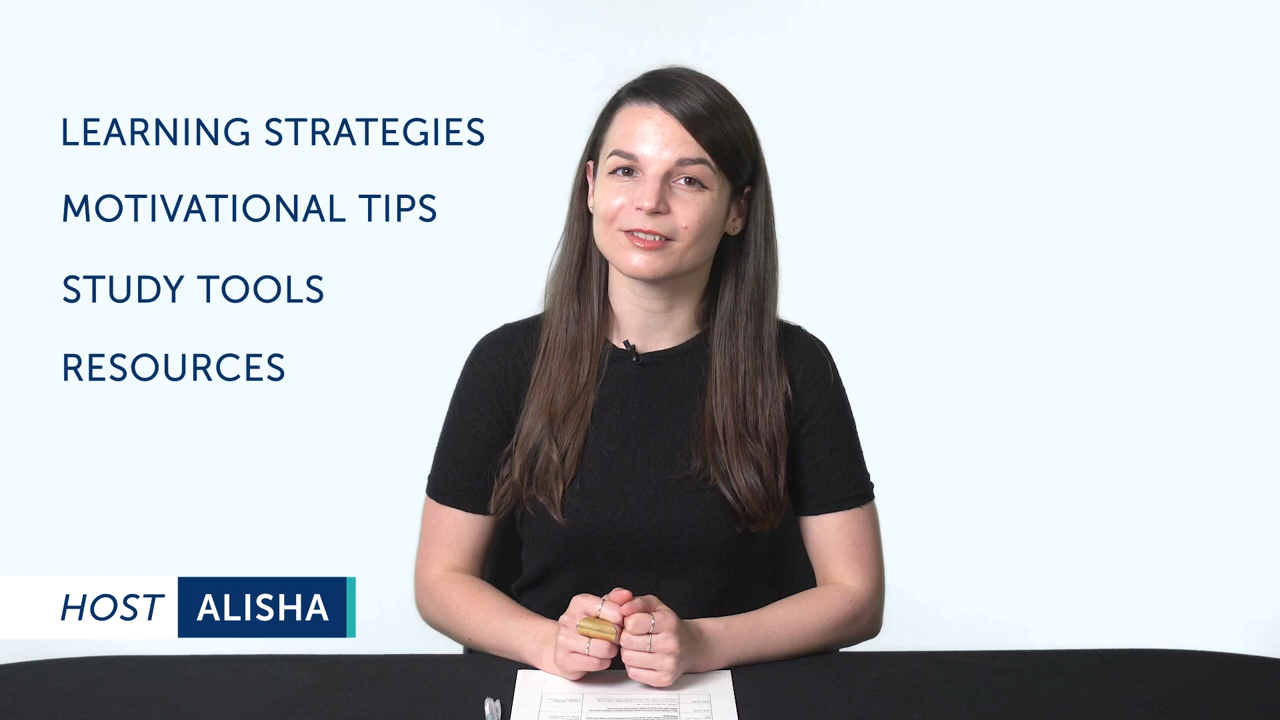 LEARNING STRATEGIES
MOTIVATIONAL TIPS
STUDY TOOLS
RESOURCES
HOST ALISHA